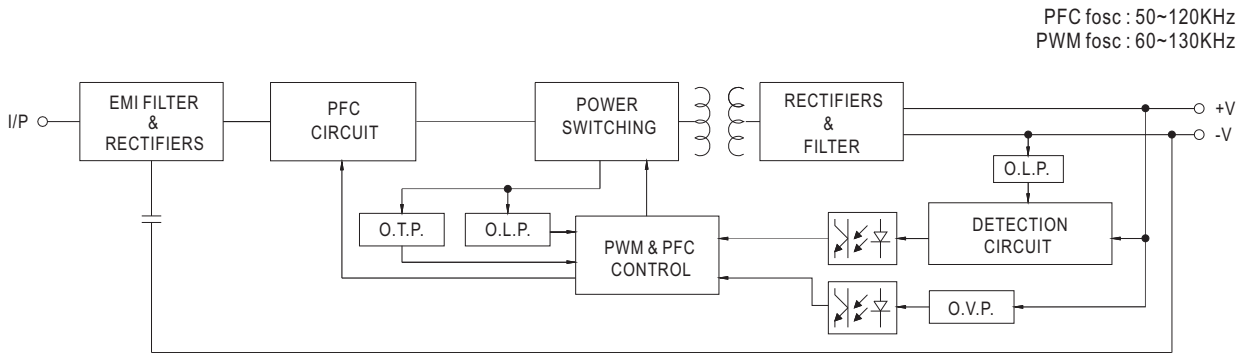 PFC fosc : 50~120KHz
PWM fosc : 60~130KHz
I/P
EMI FILTER
&
RECTIFIERS
PFC
CIRCUIT
POWER
SWITCHING
RECTIFIERS
&
FILTER
+V
-V
O.L.P.
O.T.P.
O.L.P.
PWM & PFC
CONTROL
DETECTION
CIRCUIT
O.V.P.